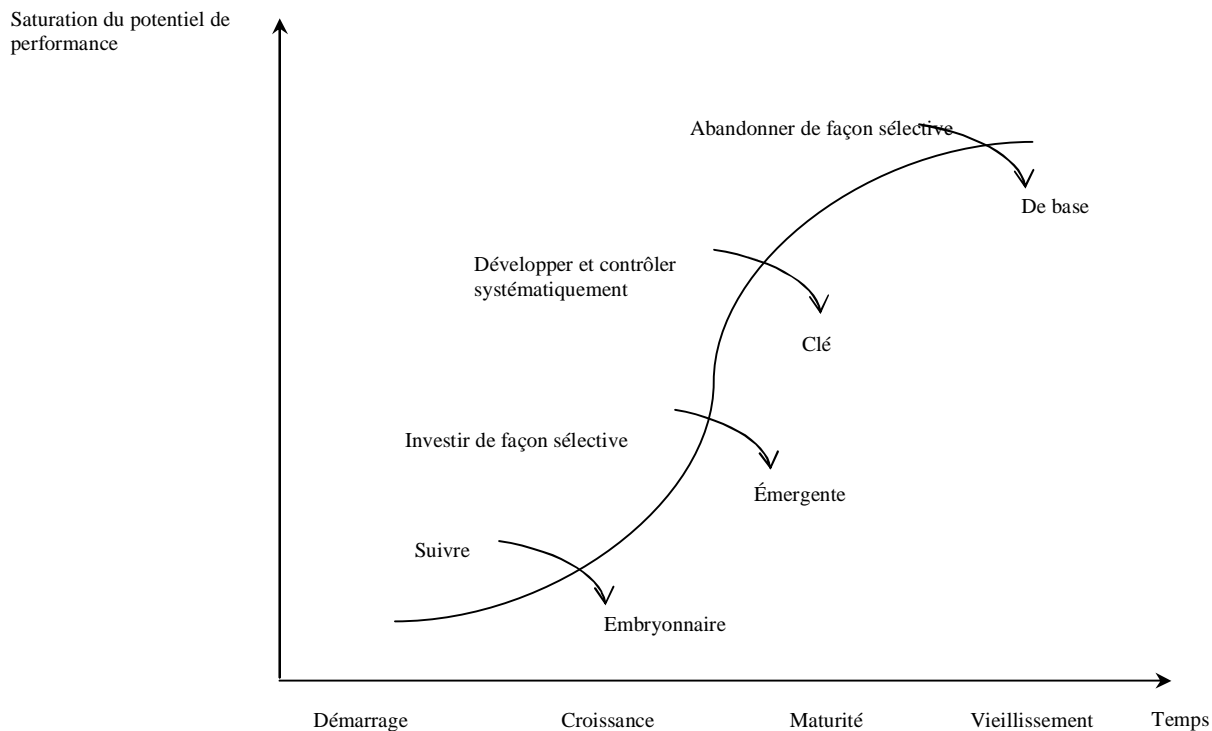 Saturation du potentiel de
performance
Abandonner de façon sélective
De base
Développer et contrôler
systématiquement
Clé
Investir de façon sélective
Émergente
Suivre
Embryonnaire
Démarrage
Croissance
Maturité
Vieillissement
Temps